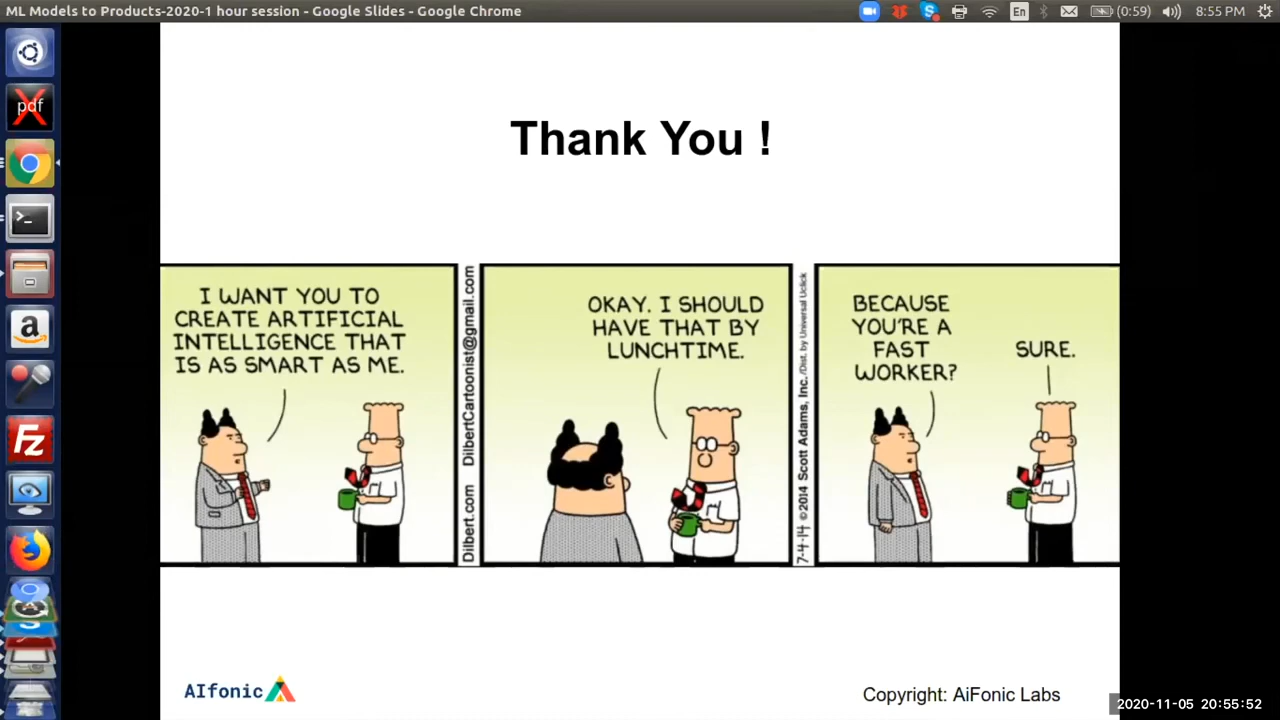 ML Models to Products-2020-1 hour session - Google Slides - Google Chrome
En
(0:59)
8:55 PM
pdf
Thank You !
I WANT YOU TO
CREATE ARTIFICIAL
INTELLIGENCE THAT
IS AS SMART AS ME.
Dilbert.com DilbertCartoonist@gmail.com
OKAY. I SHOULD
HAVE THAT BY
LUNCHTIME.
7-4-14 ©2014 Scott Adams, Inc. /Dist. by Universal Uclick
BECAUSE
YOU'RE A
FAST
WORKER?
SURE.
a
Fz
AIfonic
Copyright: AiFonic Labs
2020-11-05 20:55:52